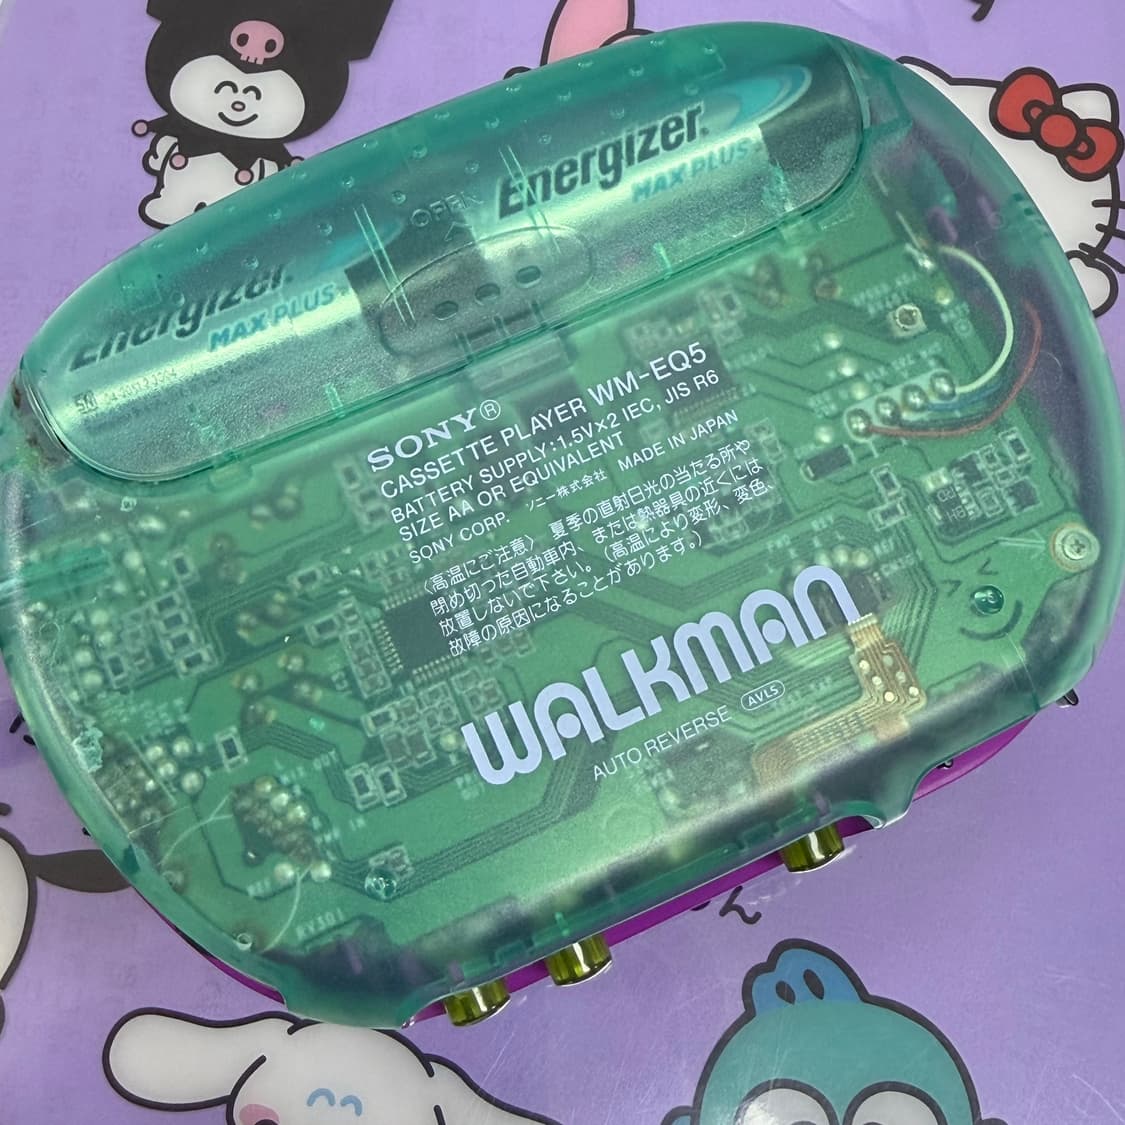 Energizer.
MAX PLUS
Energizer.
MAX PLUS
OPEN
SONY®
CASSETTE PLAYER WM-EQ5
BATTERY SUPPLY:1.5V×2 IEC, JIS R6
SIZE AA OR EQUIVALENT
SONY CORP. ソニー株式会社 MADE IN JAPAN
〈高温にご注意〉 夏季の直射日光の当たる所や
閉め切った自動車内、または熱器具の近くには
放置しないで下さい。（高温により変形、変色、
故障の原因になることがあります。）
WALKMAN
AUTO REVERSE AVLS
RV301